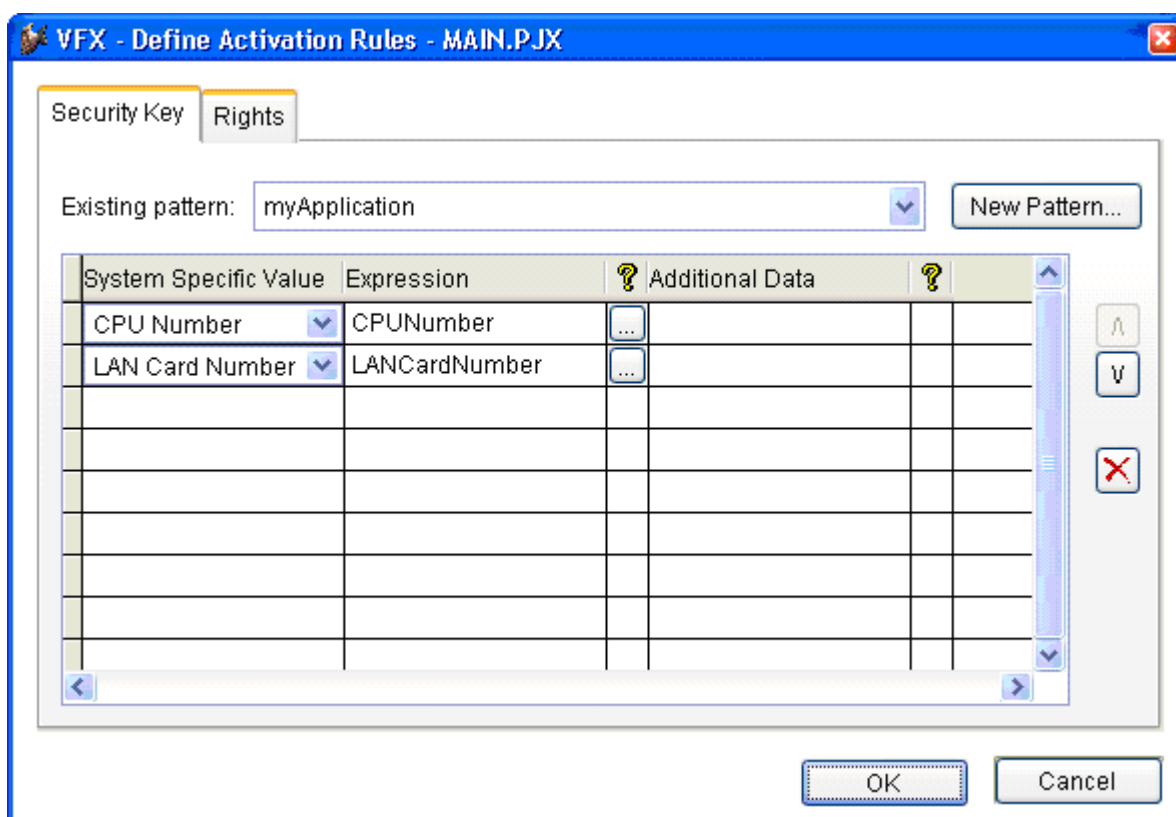 VFX - Define Activation Rules - MAIN.PJX
Security Key Rights
Existing pattern: myApplication New Pattern...
System Specific Value Expression ? Additional Data ?
CPU Number CPUNumber ...
LAN Card Number LANCardNumber ...
OK Cancel